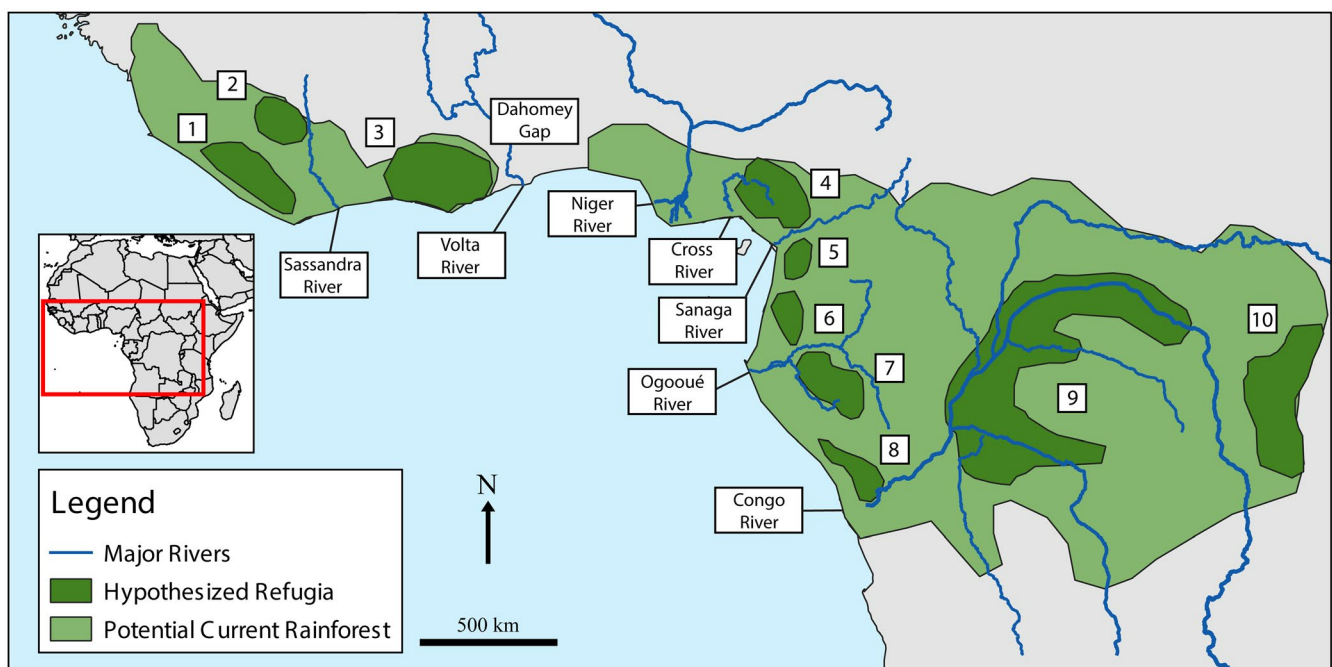 2
1
3
Dahomey
Gap
4
Niger
River
Cross
River
5
Sassandra
River
Volta
River
Sanaga
River
6
10
7
Ogooué
River
9
8
Congo
River
N
500 km
Legend
Major Rivers
Hypothesized Refugia
Potential Current Rainforest